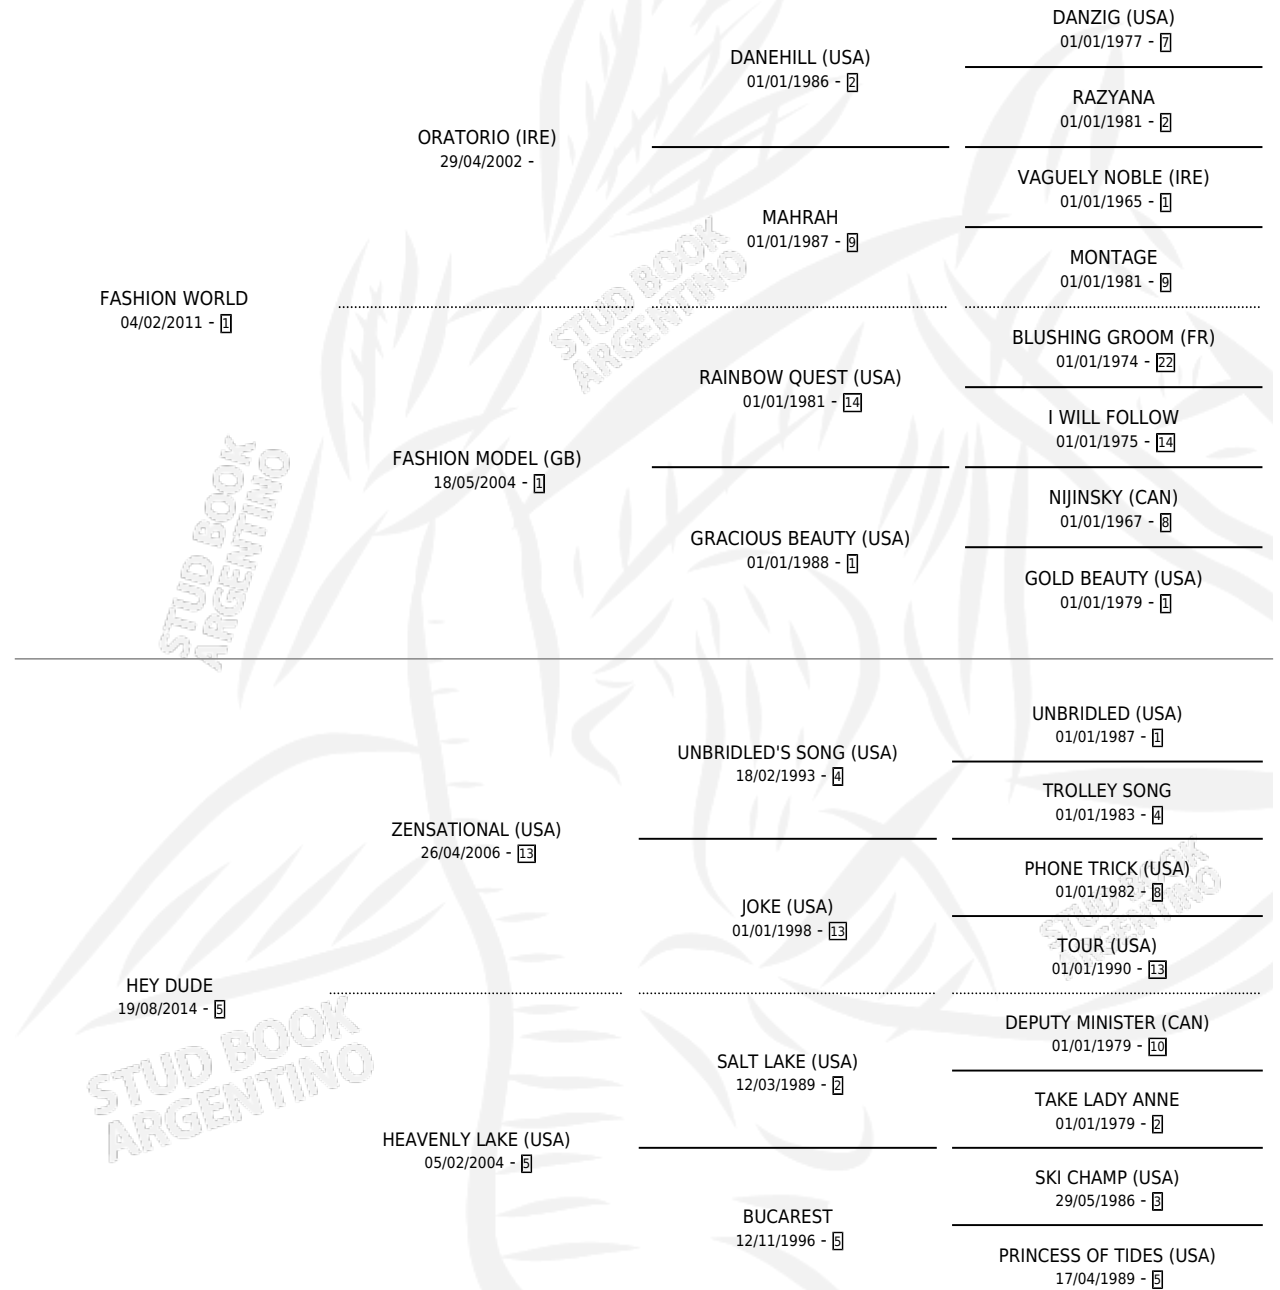 DANZIG (USA)
01/01/1977 - 7
DANEHILL (USA)
01/01/1986 - 2
RAZYANA
01/01/1981 - 2
ORATORIO (IRE)
29/04/2002 -
VAGUELY NOBLE (IRE)
01/01/1965 - 1
MAHRAH
01/01/1987 - 9
MONTAGE
01/01/1981 - 9
FASHION WORLD
04/02/2011 - 1
STUD BOOK
ARGENTINO
BLUSHING GROOM (FR)
01/01/1974 - 22
RAINBOW QUEST (USA)
01/01/1981 - 14
I WILL FOLLOW
01/01/1975 - 14
FASHION MODEL (GB)
18/05/2004 - 1
NIJINSKY (CAN)
01/01/1967 - 8
GRACIOUS BEAUTY (USA)
01/01/1988 - 1
GOLD BEAUTY (USA)
01/01/1979 - 1
STUD BOOK
ARGENTINO
UNBRIDLED (USA)
01/01/1987 - 1
UNBRIDLED'S SONG (USA)
18/02/1993 - 4
TROLLEY SONG
01/01/1983 - 4
ZENSATIONAL (USA)
26/04/2006 - 13
PHONE TRICK (USA)
01/01/1982 - 8
JOKE (USA)
01/01/1998 - 13
STUD BOOK
ARGENTINO
TOUR (USA)
01/01/1990 - 13
HEY DUDE
19/08/2014 - 5
STUD BOOK
ARGENTINO
DEPUTY MINISTER (CAN)
01/01/1979 - 10
SALT LAKE (USA)
12/03/1989 - 2
TAKE LADY ANNE
01/01/1979 - 2
HEAVENLY LAKE (USA)
05/02/2004 - 5
SKI CHAMP (USA)
29/05/1986 - 3
BUCAREST
12/11/1996 - 5
PRINCESS OF TIDES (USA)
17/04/1989 - 5